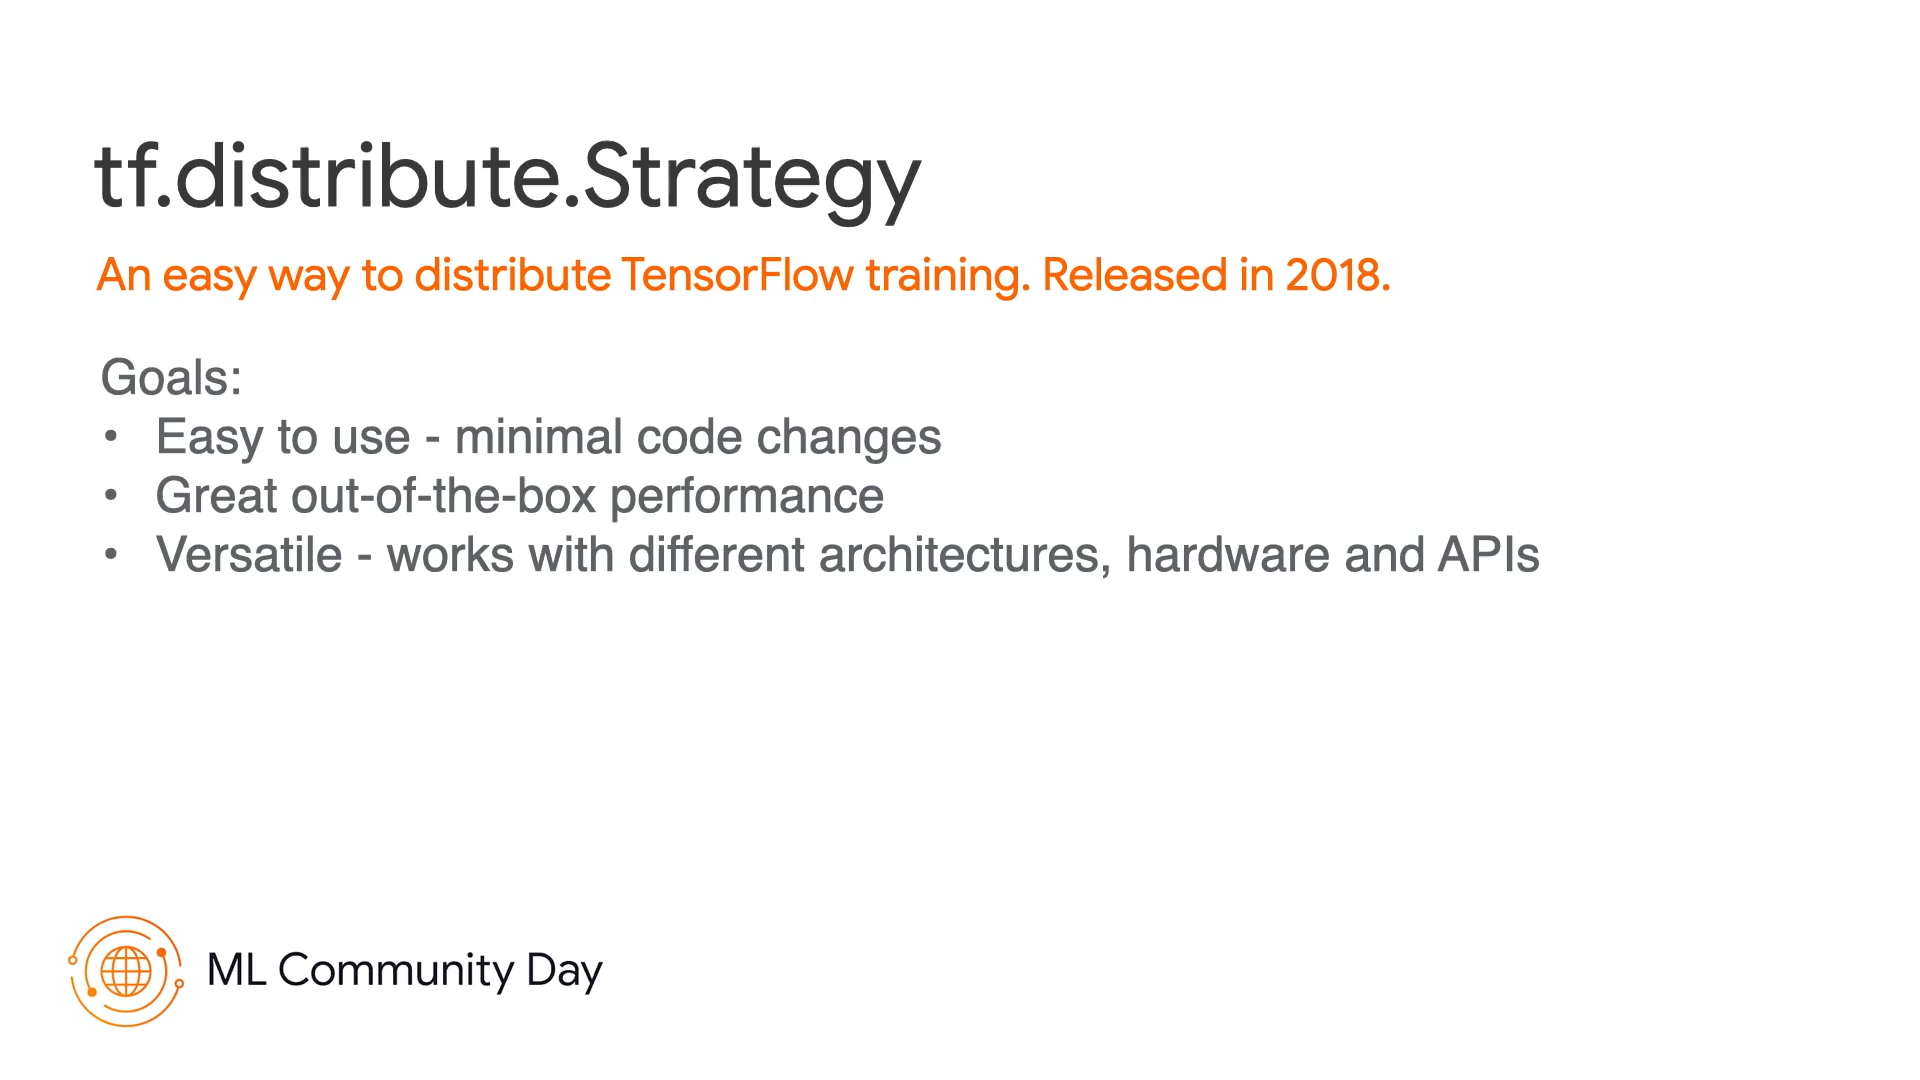 tf.distribute.Strategy
An easy way to distribute TensorFlow training. Released in 2018.
Goals:
• Easy to use - minimal code changes
• Great out-of-the-box performance
• Versatile - works with different architectures, hardware and APIs
ML Community Day